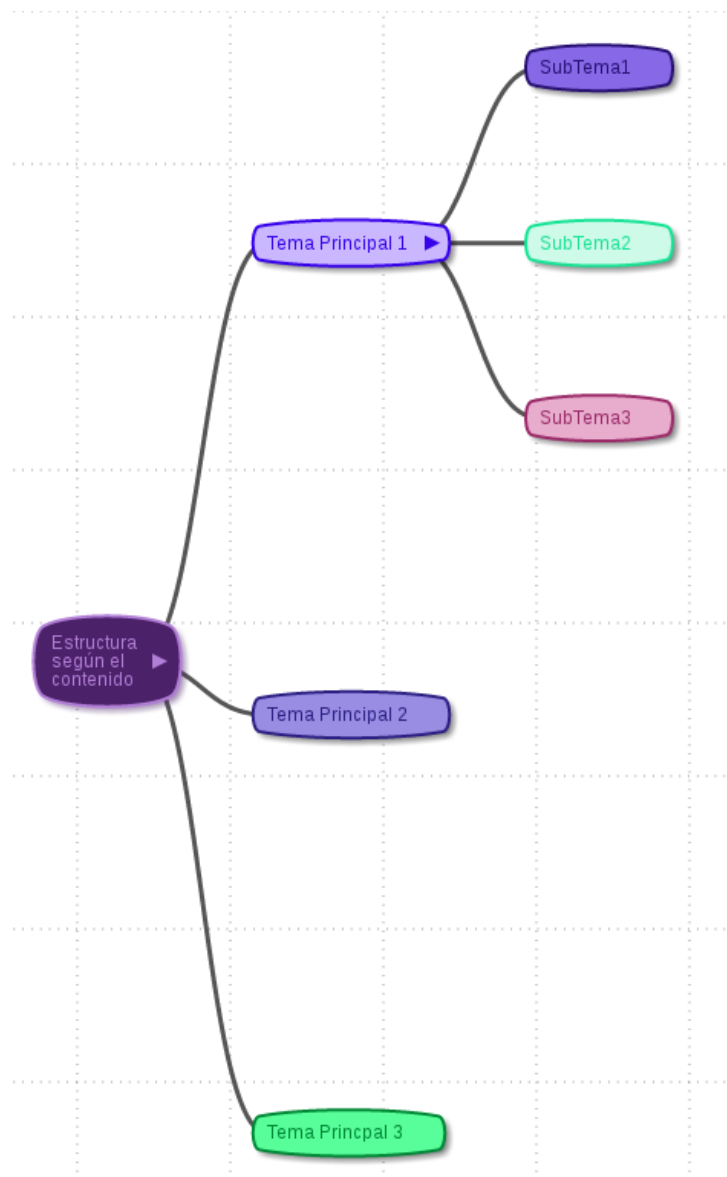 SubTema1
Tema Principal 1
SubTema2
SubTema3
Estructura
según el
contenido
Tema Principal 2
Tema Princpal 3